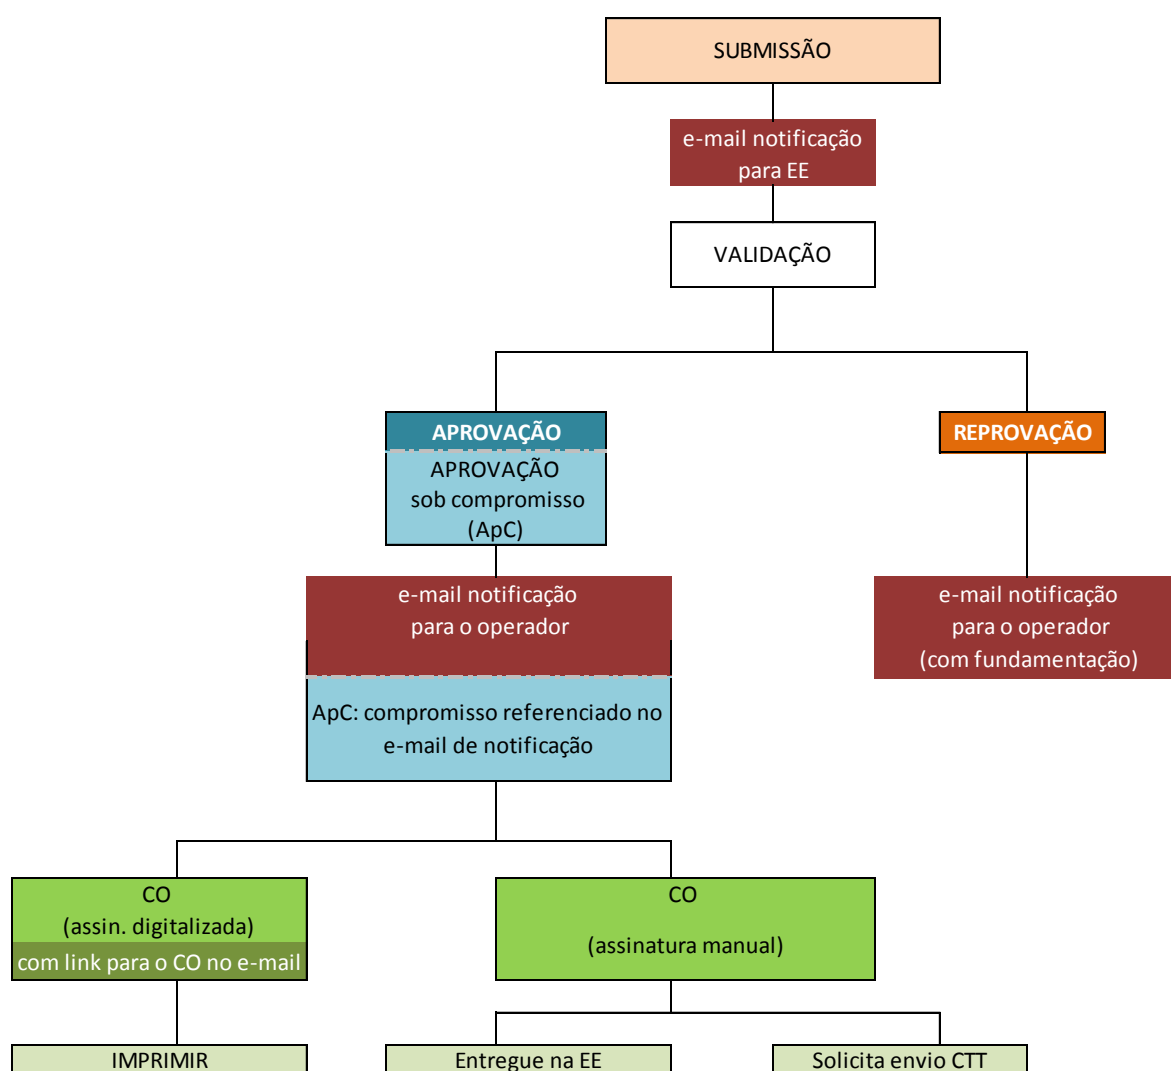 SUBMISSÃO
e-mail notificação
para EE
VALIDAÇÃO
APROVAÇÃO
APROVAÇÃO
sob compromisso
(ApC)
REPROVAÇÃO
e-mail notificação
para o operador
e-mail notificação
para o operador
(com fundamentação)
ApC: compromisso referenciado no
e-mail de notificação
CO
(assin. digitalizada)
com link para o CO no e-mail
CO
(assinatura manual)
IMPRIMIR
Entregue na EE
Solicita envio CTT